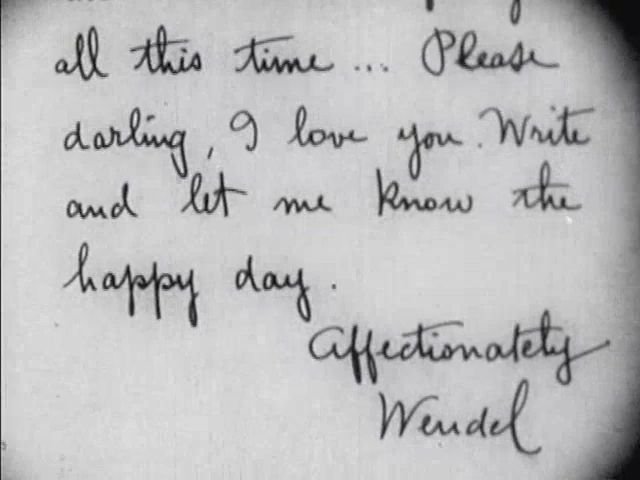 all this time ... Please
darling, I love you. Write
and let me know the
happy day.
Affectionately
Wendel